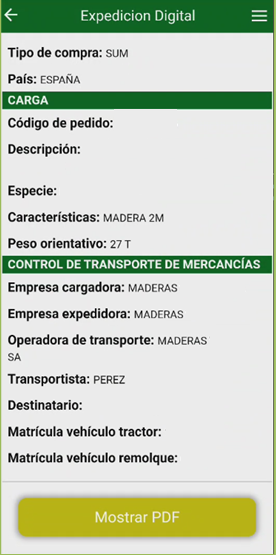 Expedicion Digital
Tipo de compra: SUM
País: ESPAÑA
CARGA
Código de pedido:
Descripción:
Especie:
Características: MADERA 2M
Peso orientativo: 27 T
CONTROL DE TRANSPORTE DE MERCANCÍAS
Empresa cargadora: MADERAS
Empresa expedidora: MADERAS
Operadora de transporte: MADERAS
SA
Transportista: PEREZ
Destinatario:
Matrícula vehículo tractor:
Matrícula vehículo remolque:
Mostrar PDF